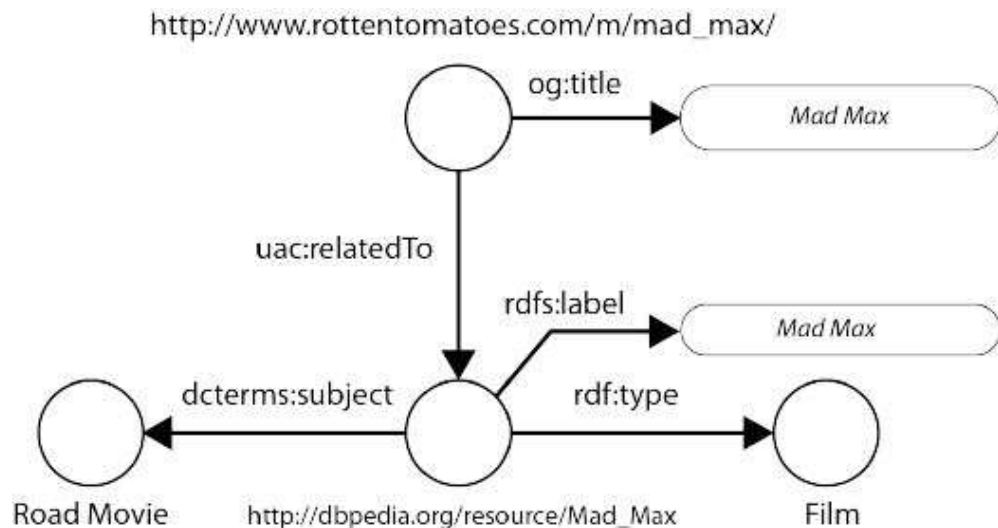 http://www.rottentomatoes.com/m/mad_max/
og:title
Mad Max
uac:relatedTo
rdfs:label
Mad Max
dcterms:subject
rdf:type
Road Movie
http://dbpedia.org/resource/Mad_Max
Film